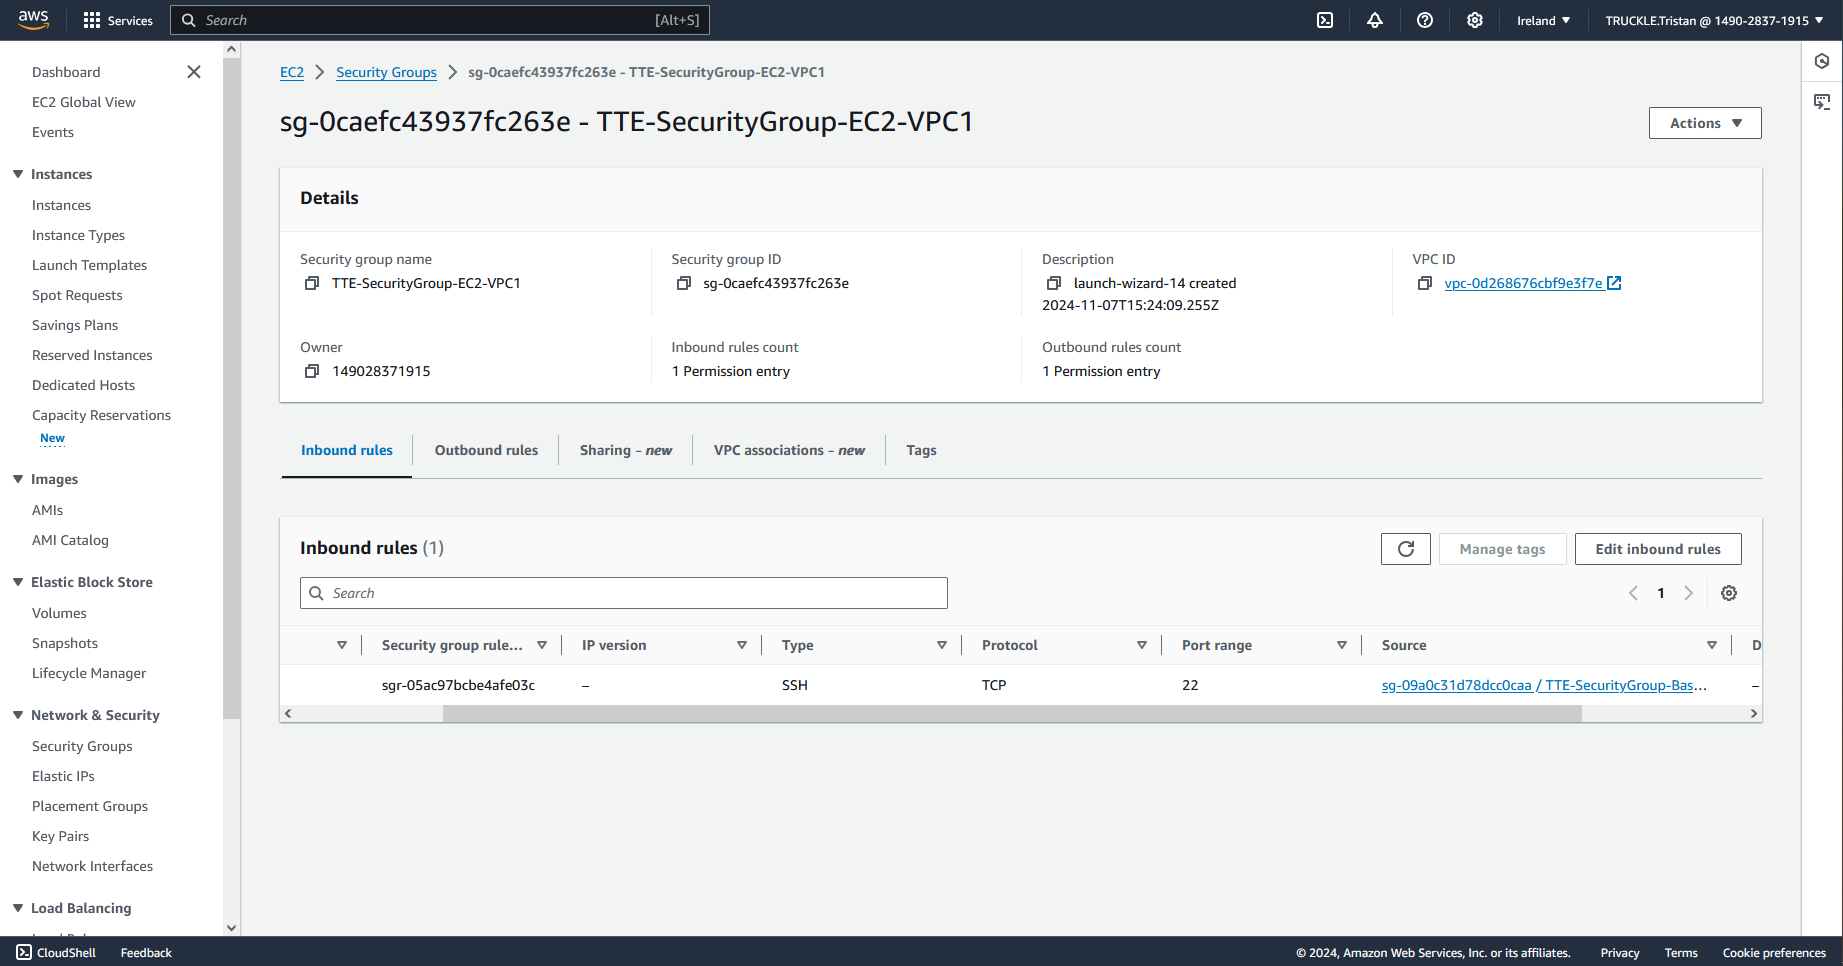 aws
Services
Search [Alt+S]
Ireland
TRUCKLE.Tristan @ 1490-2837-1915
Dashboard
EC2 Global View
Events
Instances
Instances
Instance Types
Launch Templates
Spot Requests
Savings Plans
Reserved Instances
Dedicated Hosts
Capacity Reservations
New
Images
AMIs
AMI Catalog
Elastic Block Store
Volumes
Snapshots
Lifecycle Manager
Network & Security
Security Groups
Elastic IPs
Placement Groups
Key Pairs
Network Interfaces
Load Balancing
EC2 > Security Groups > sg-0caefc43937fc263e - TTE-SecurityGroup-EC2-VPC1
sg-0caefc43937fc263e - TTE-SecurityGroup-EC2-VPC1
Actions
Details
Security group name
TTE-SecurityGroup-EC2-VPC1
Security group ID
sg-0caefc43937fc263e
Description
launch-wizard-14 created
2024-11-07T15:24:09.255Z
VPC ID
vpc-0d268676cbf9e3f7e
Owner
149028371915
Inbound rules count
1 Permission entry
Outbound rules count
1 Permission entry
Inbound rules
Outbound rules
Sharing - new
VPC associations - new
Tags
Inbound rules (1)
Manage tags
Edit inbound rules
Search
1
Security group rule... IP version Type Protocol Port range Source D
sgr-05ac97bcbe4afe03c – SSH TCP 22 sg-09a0c31d78dcc0caa / TTE-SecurityGroup-Bas... –
CloudShell
Feedback
© 2024, Amazon Web Services, Inc. or its affiliates.
Privacy
Terms
Cookie preferences